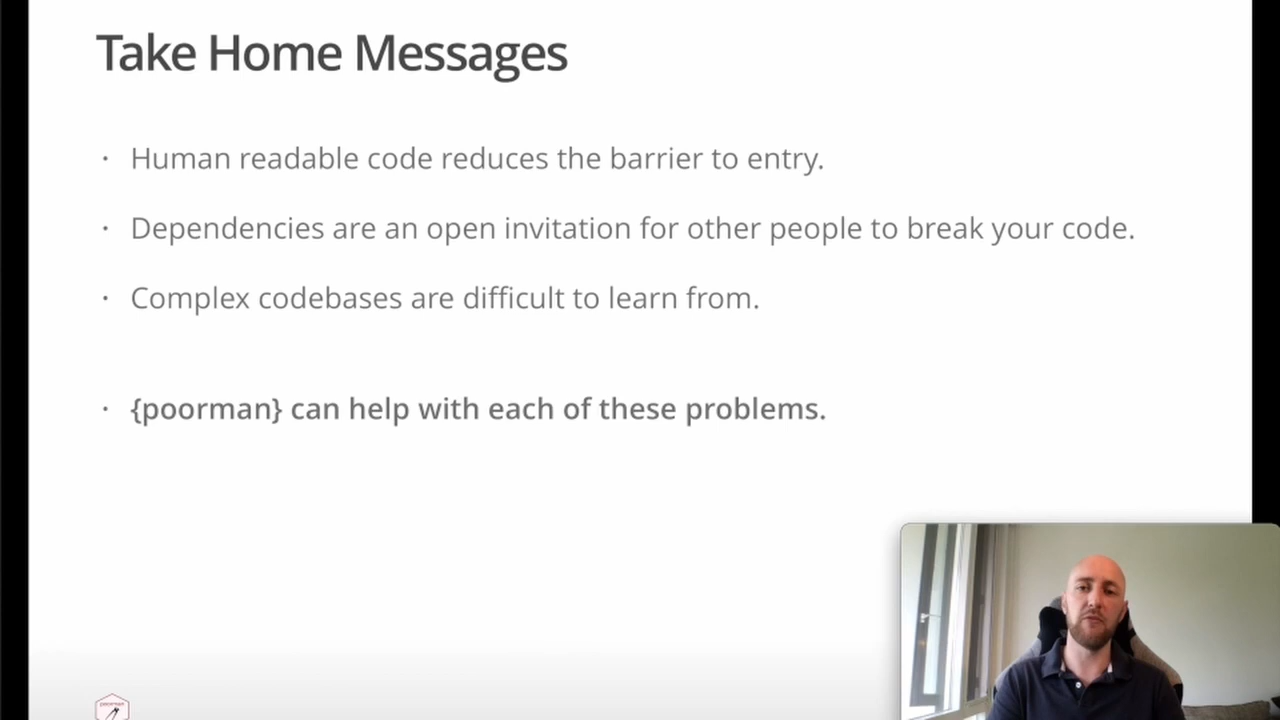 Take Home Messages
· Human readable code reduces the barrier to entry.
· Dependencies are an open invitation for other people to break your code.
· Complex codebases are difficult to learn from.
· {poorman} can help with each of these problems.
poorman